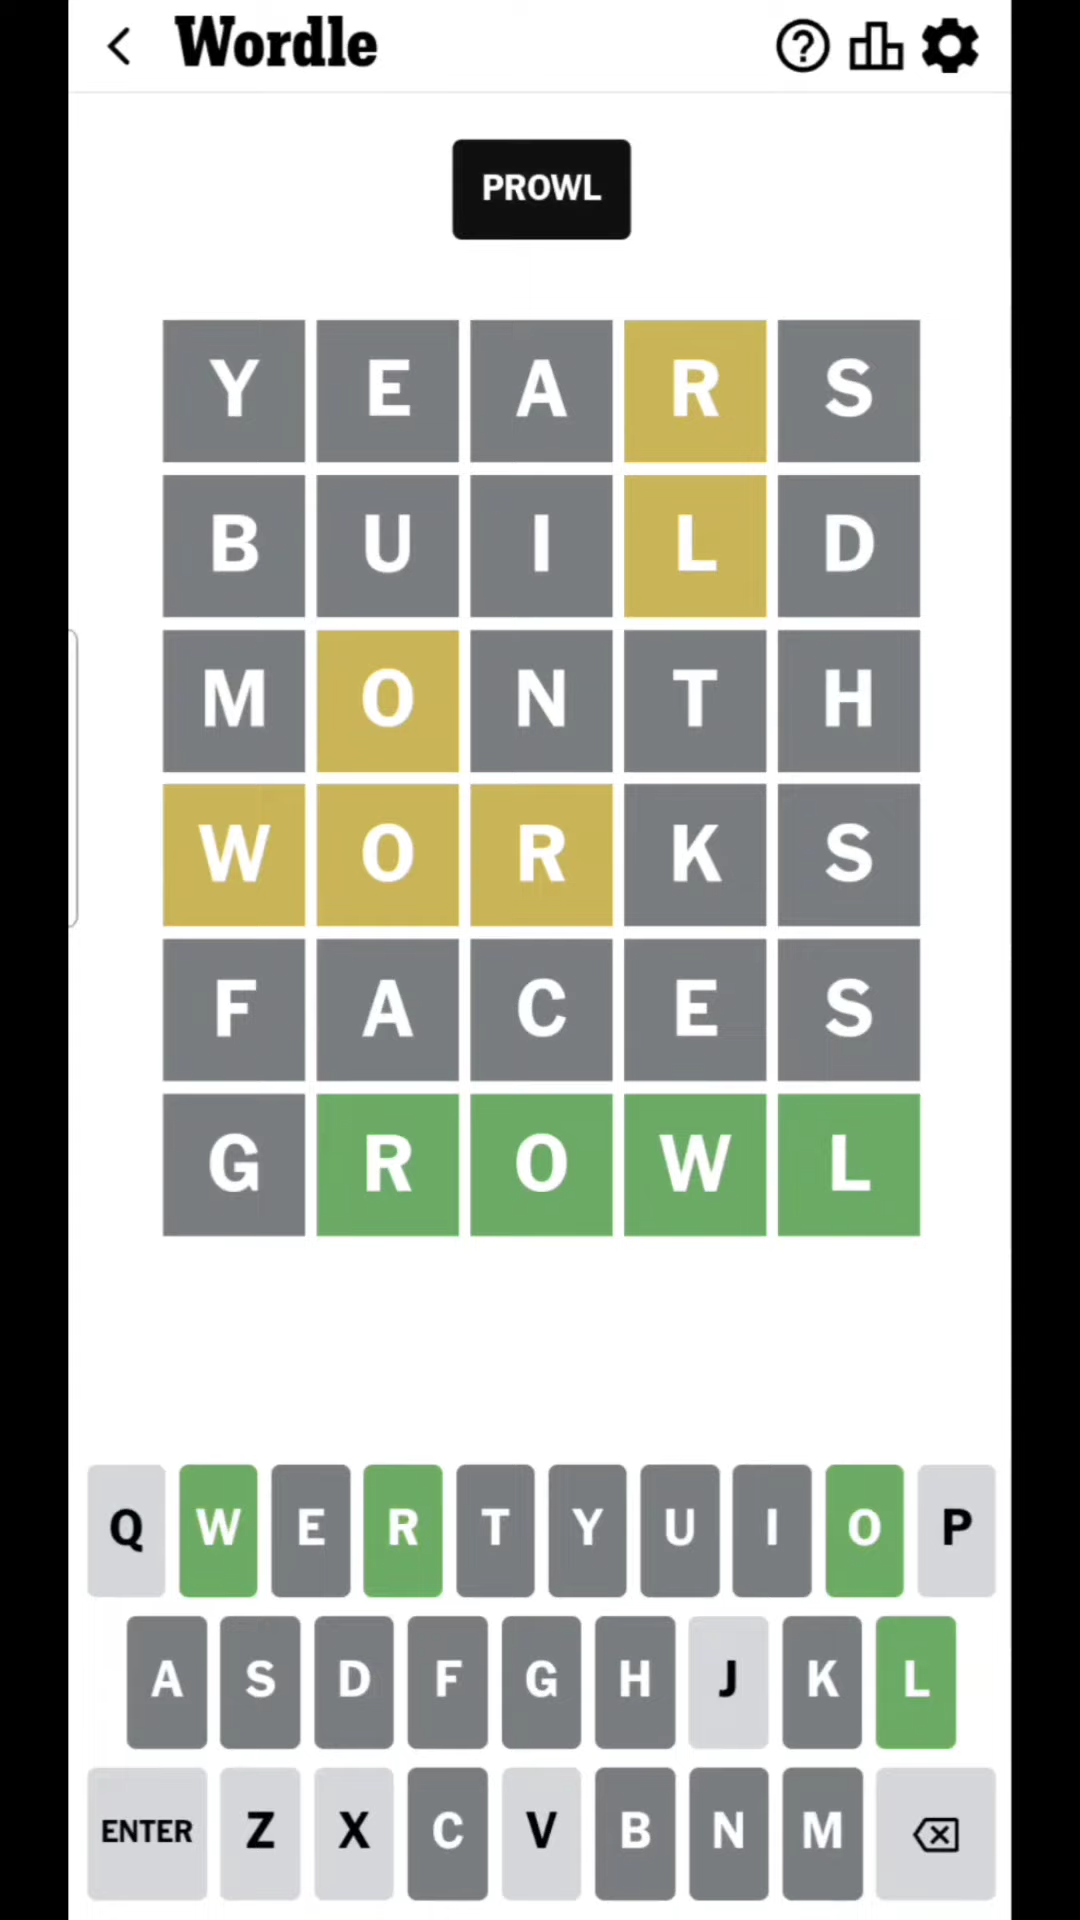 Wordle
PROWL
Y E A R S
B U I L D
M O N T H
W O R K S
F A C E S
G R O W L
Q W E R T Y U I O P
A S D F G H J K L
ENTER Z X C V B N M